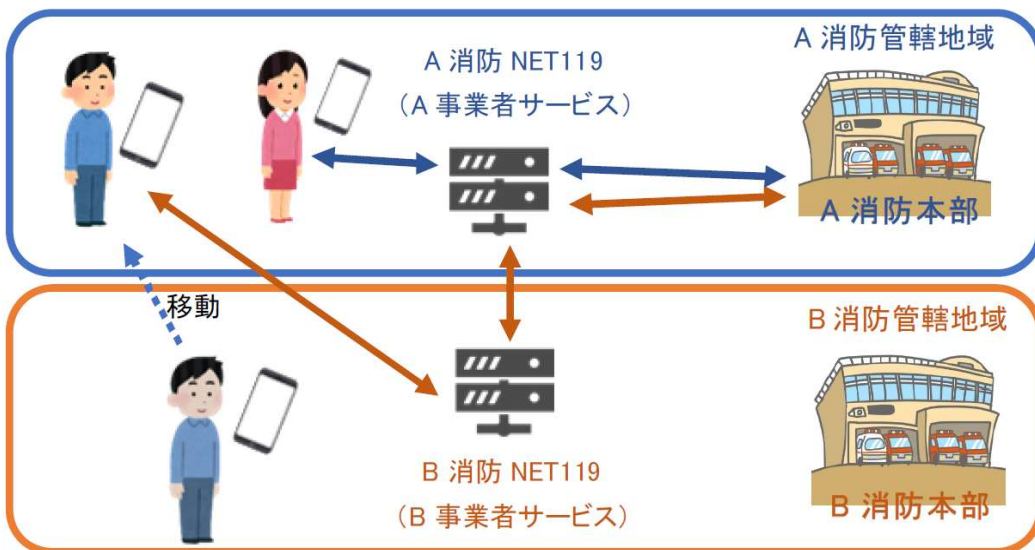 A 消防 NET119
（A 事業者サービス）
A 消防管轄地域
A 消防本部
移動
B 消防管轄地域
B 消防本部
B 消防 NET119
（B 事業者サービス）